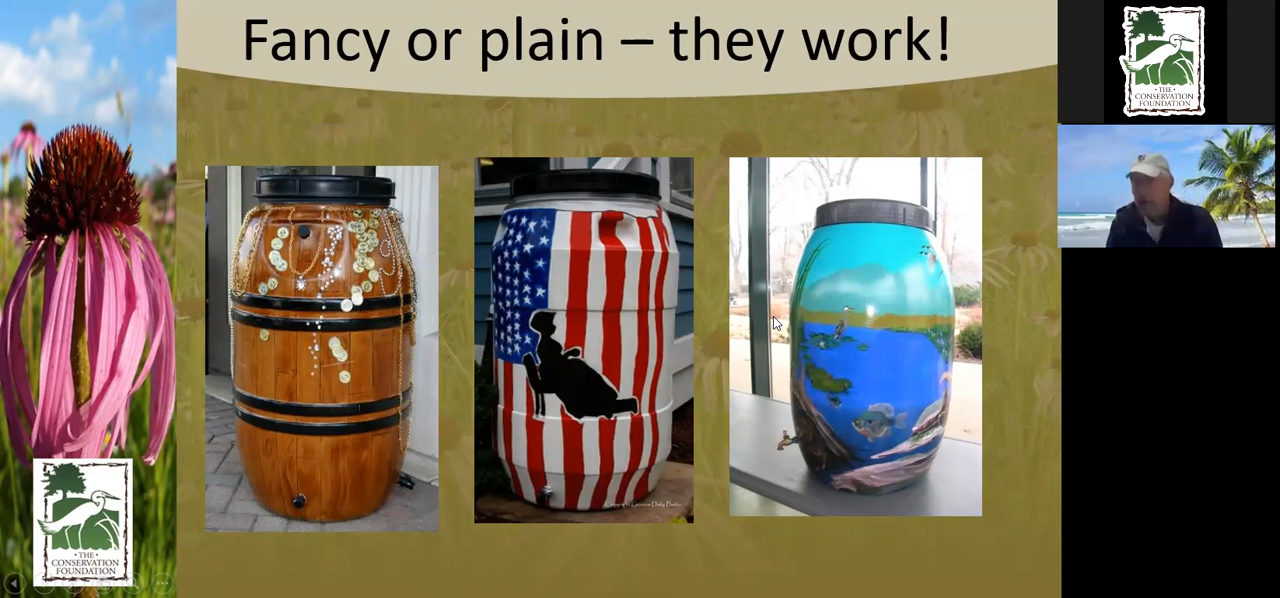 Fancy or plain – they work!
• THE •
CONSERVATION
FOUNDATION
• THE •
CONSERVATION
FOUNDATION